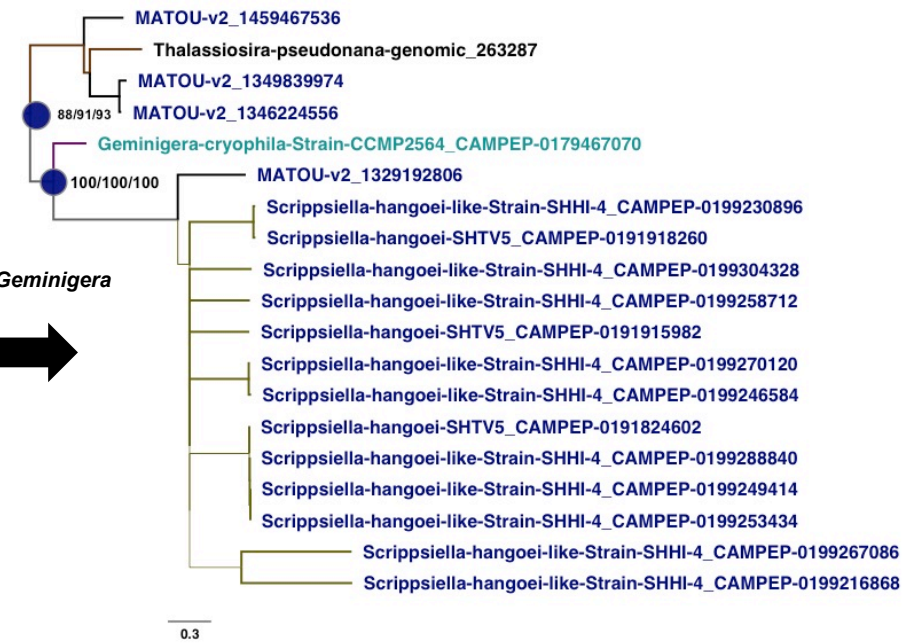 MATOU-v2_1459467536
Thalassiosira-pseudonana-genomic_263287
MATOU-v2_1349839974
88/91/93
MATOU-v2_1346224556
Geminigera-cryophila-Strain-CCMP2564_CAMPEP-0179467070
MATOU-v2_1329192806
100/100/100
Scrippsiella-hangoei-like-Strain-SHHI-4_CAMPEP-0199230896
Scrippsiella-hangoei-SHTV5_CAMPEP-0191918260
Scrippsiella-hangoei-like-Strain-SHHI-4_CAMPEP-0199304328
Geminigera
Scrippsiella-hangoei-like-Strain-SHHI-4_CAMPEP-0199258712
Scrippsiella-hangoei-SHTV5_CAMPEP-0191915982
Scrippsiella-hangoei-like-Strain-SHHI-4_CAMPEP-0199270120
Scrippsiella-hangoei-like-Strain-SHHI-4_CAMPEP-0199246584
Scrippsiella-hangoei-SHTV5_CAMPEP-0191824602
Scrippsiella-hangoei-like-Strain-SHHI-4_CAMPEP-0199288840
Scrippsiella-hangoei-like-Strain-SHHI-4_CAMPEP-0199249414
Scrippsiella-hangoei-like-Strain-SHHI-4_CAMPEP-0199253434
Scrippsiella-hangoei-like-Strain-SHHI-4_CAMPEP-0199267086
Scrippsiella-hangoei-like-Strain-SHHI-4_CAMPEP-0199216868
0.3